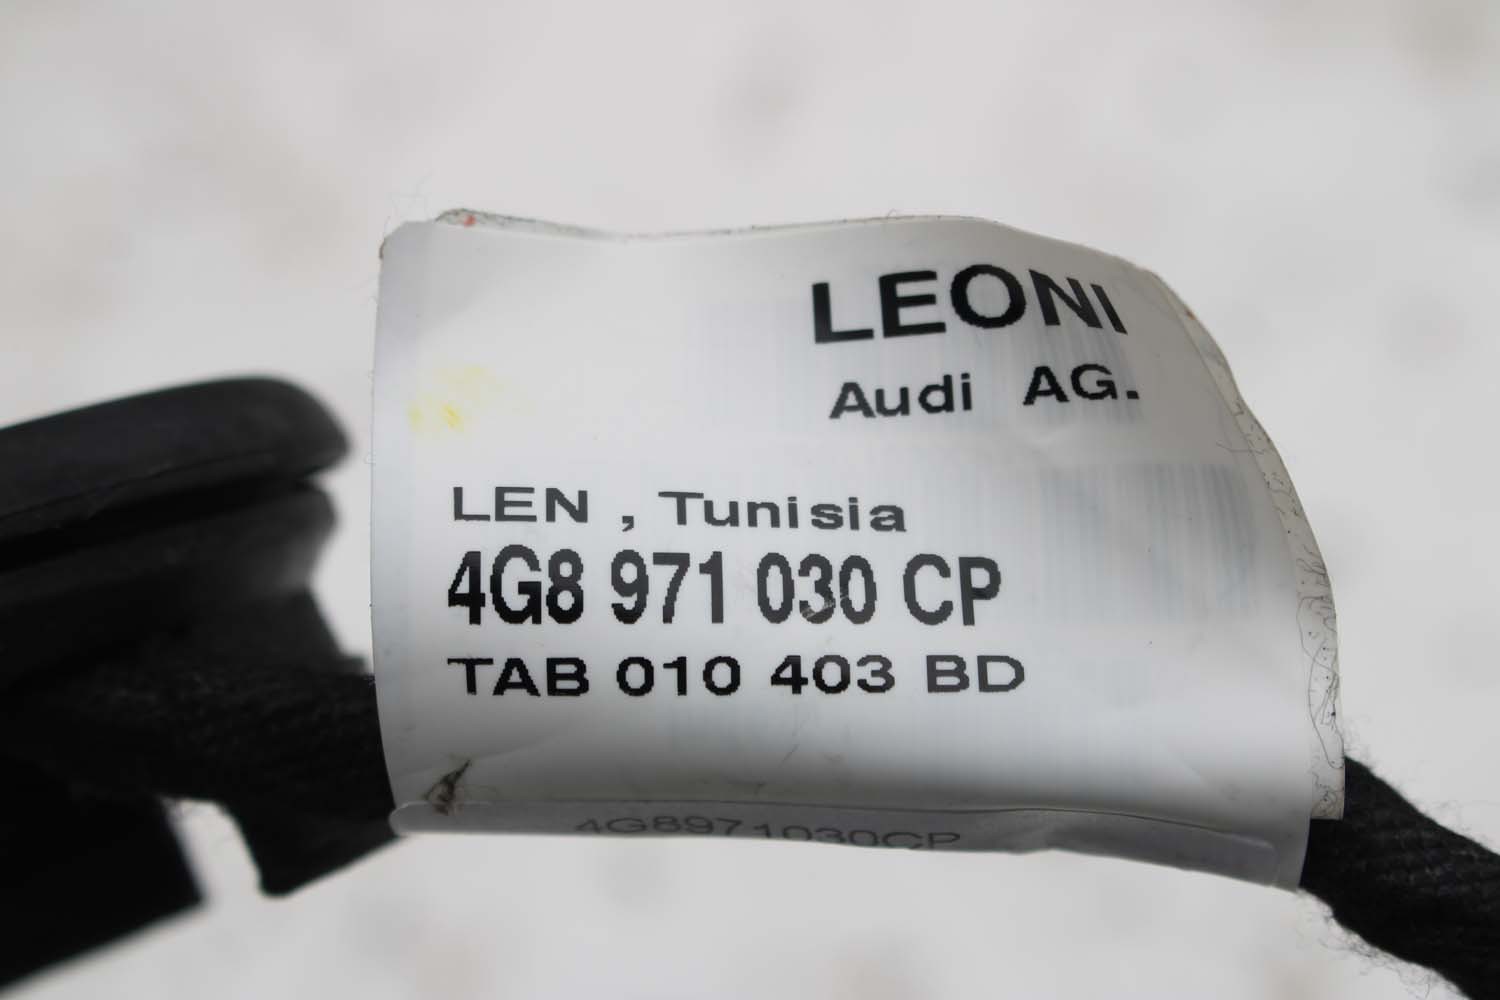 LEONI
Audi AG.
LEN , Tunisia
4G8 971 030 CP
TAB 010 403 BD
4G8971030CP